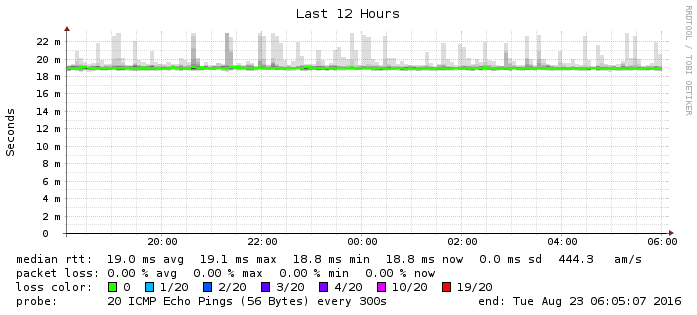 Last 12 Hours
RRDTOOL / TOBI OETIKER
Seconds
22 m
20 m
18 m
16 m
14 m
12 m
10 m
8 m
6 m
4 m
2 m
0
20:00 22:00 00:00 02:00 04:00 06:00
median rtt: 19.0 ms avg 19.1 ms max 18.8 ms min 18.8 ms now 0.0 ms sd 444.3 am/s
packet loss: 0.00 % avg 0.00 % max 0.00 % min 0.00 % now
loss color: 0 1/20 2/20 3/20 4/20 10/20 19/20
probe: 20 ICMP Echo Pings (56 Bytes) every 300s end: Tue Aug 23 06:05:07 2016